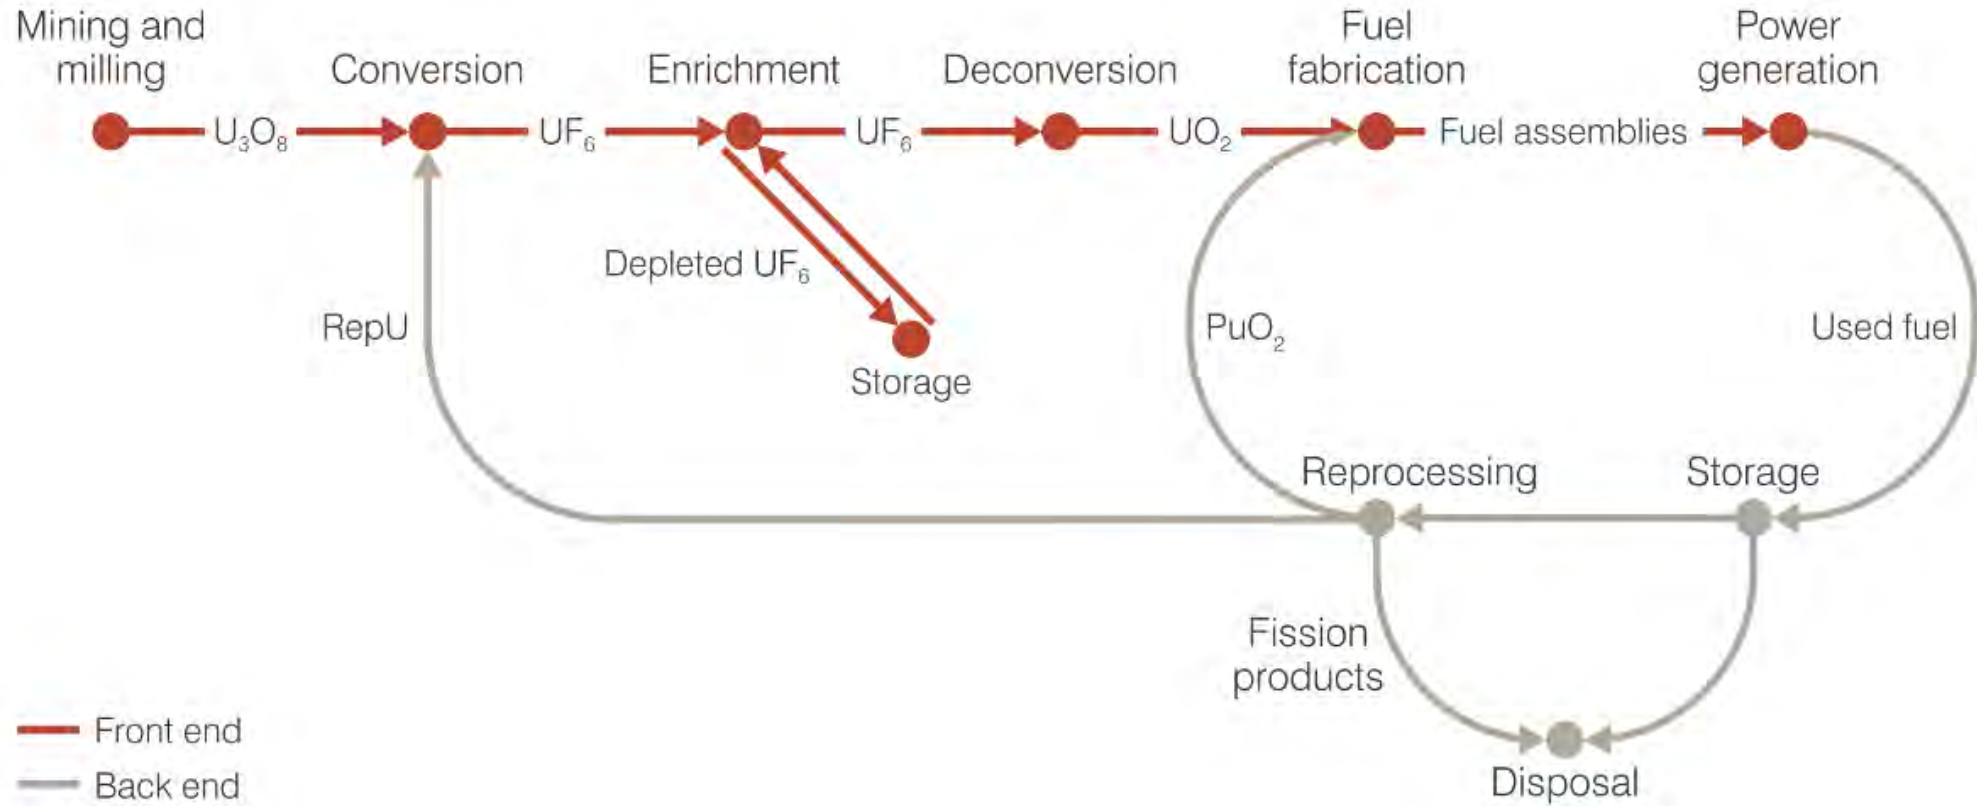 Mining and
milling
Conversion
Enrichment
Deconversion
Fuel
fabrication
Power
generation
U₃O₈
UF₆
UF₆
UO₂
Fuel assemblies
Depleted UF₆
Storage
RepU
PuO₂
Used fuel
Reprocessing
Storage
Fission
products
Disposal
Front end
Back end